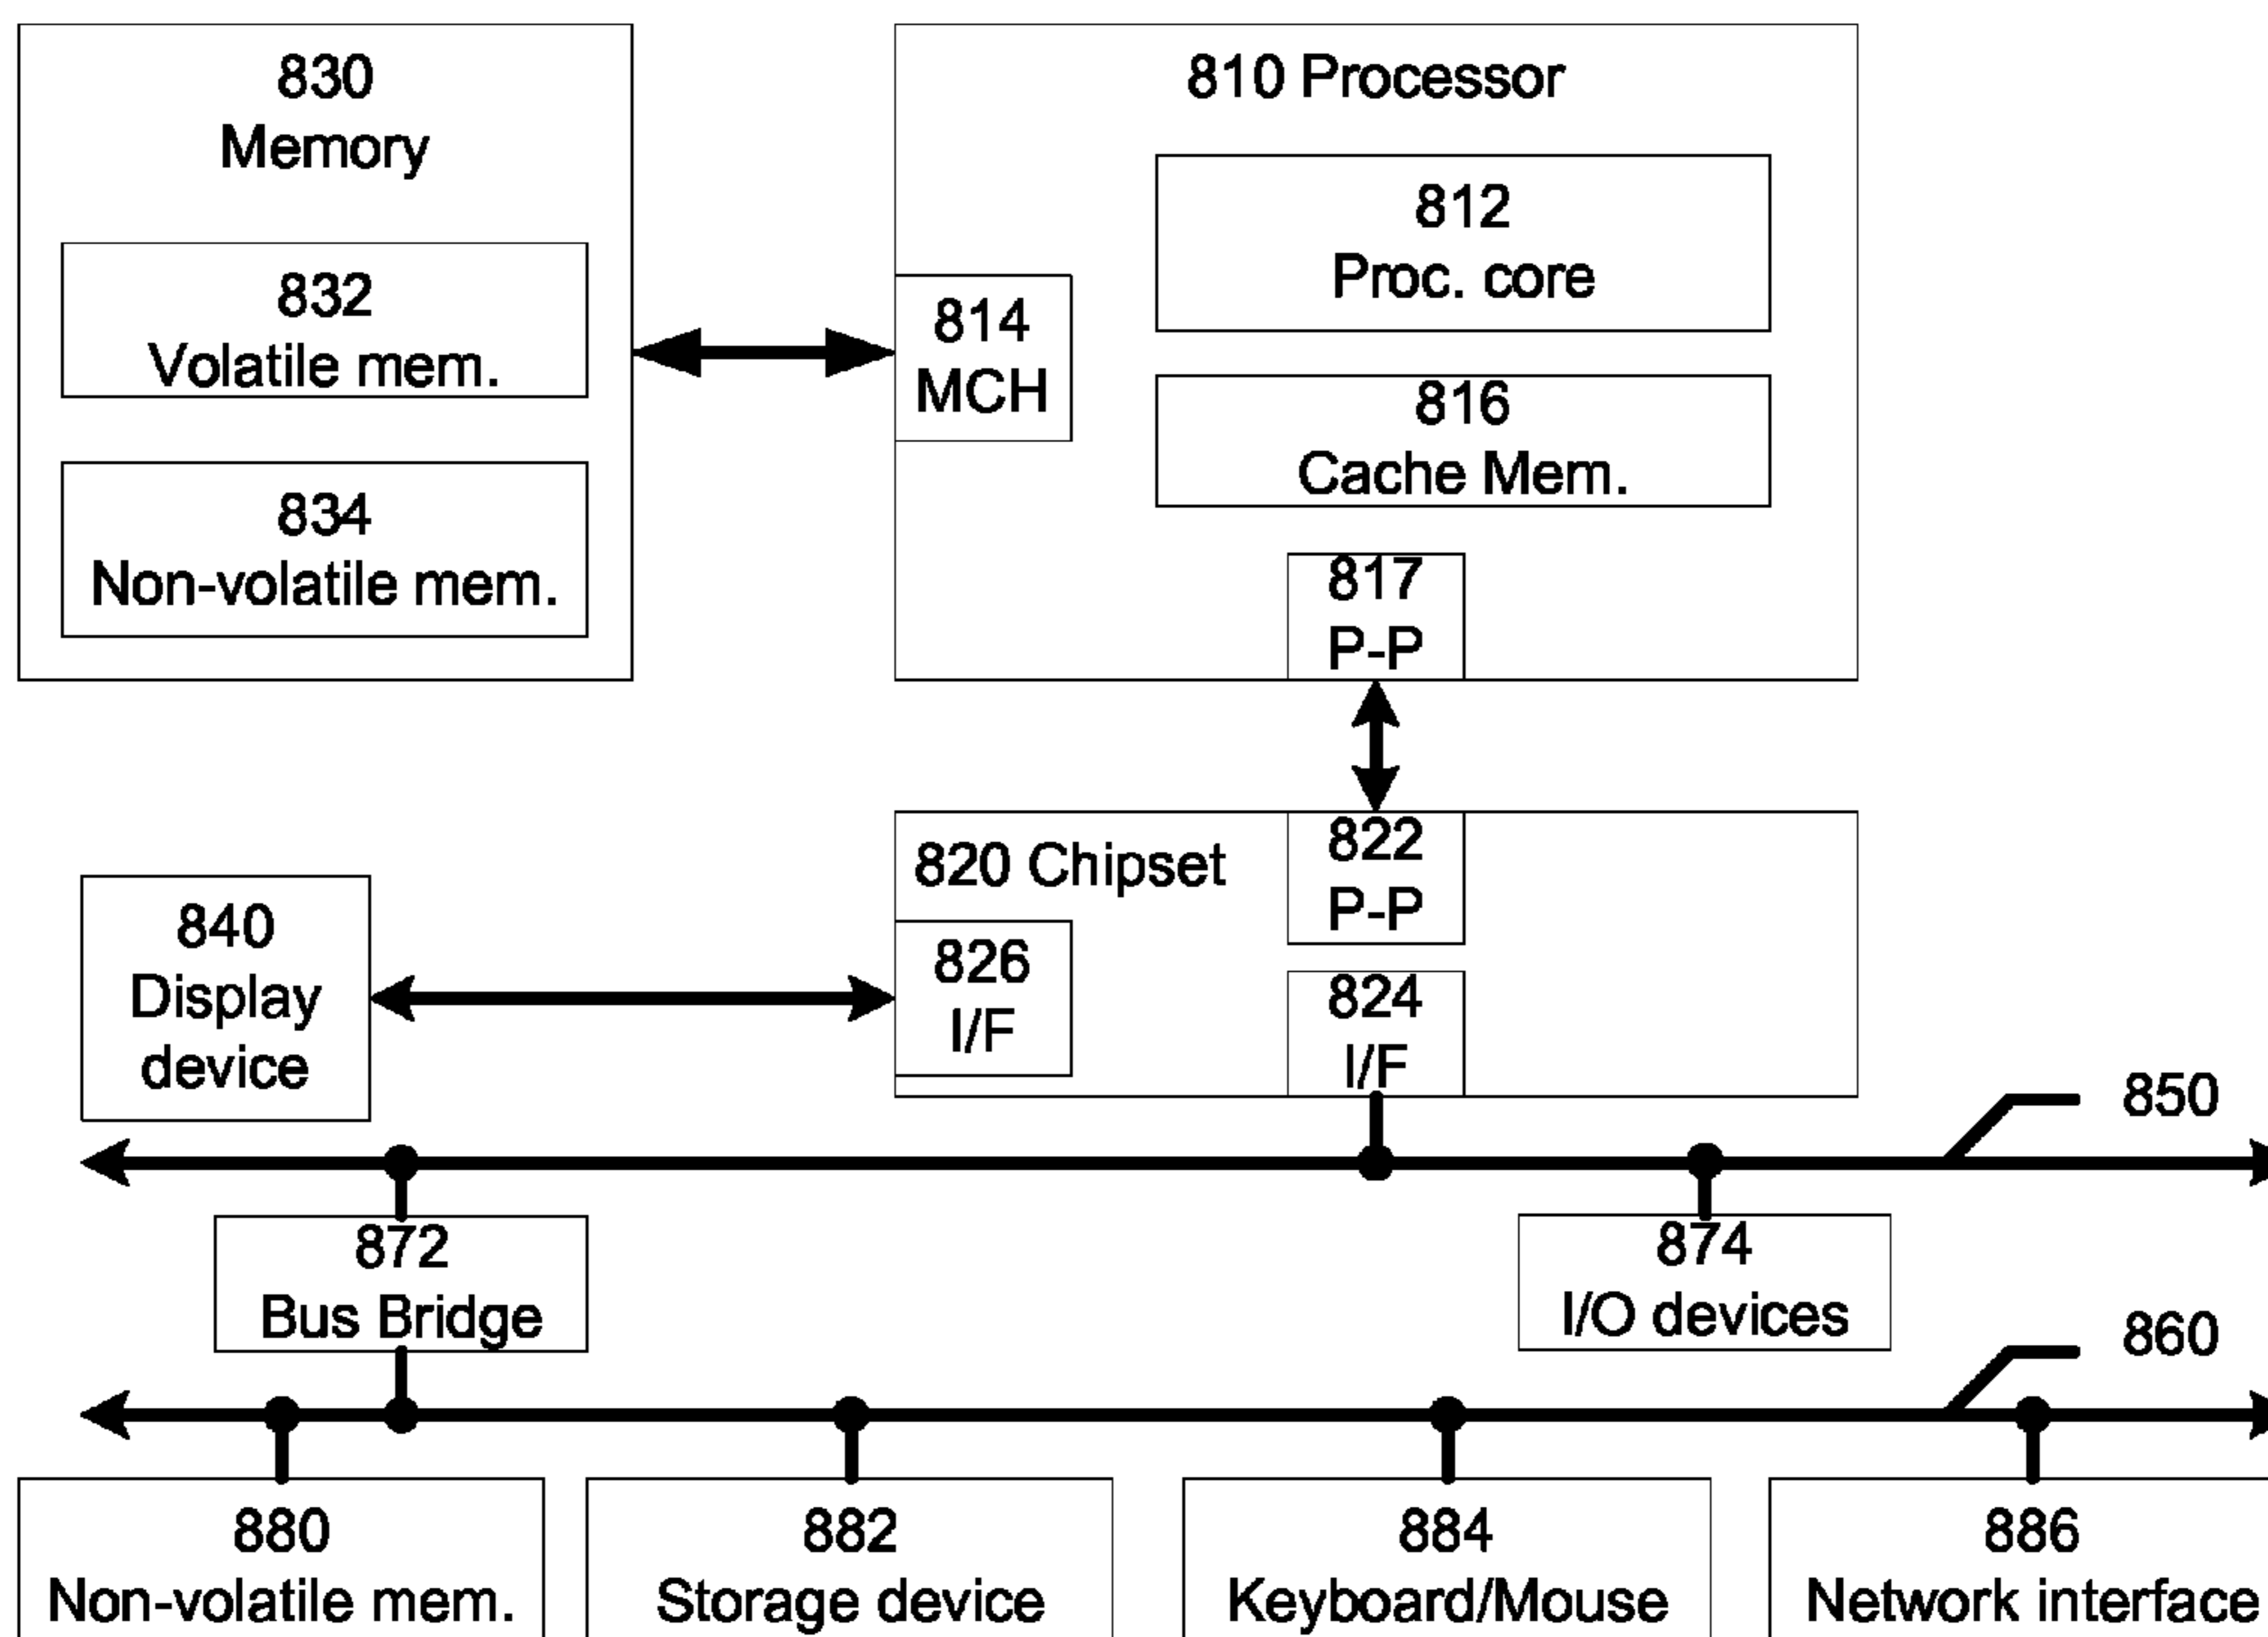 830
Memory
832
Volatile mem.
834
Non-volatile mem.
810 Processor
812
Proc. core
814
MCH
816
Cache Mem.
817
P-P
820 Chipset
822
P-P
826
I/F
824
I/F
840
Display
device
850
872
Bus Bridge
874
I/O devices
860
880
Non-volatile mem.
882
Storage device
884
Keyboard/Mouse
886
Network interface